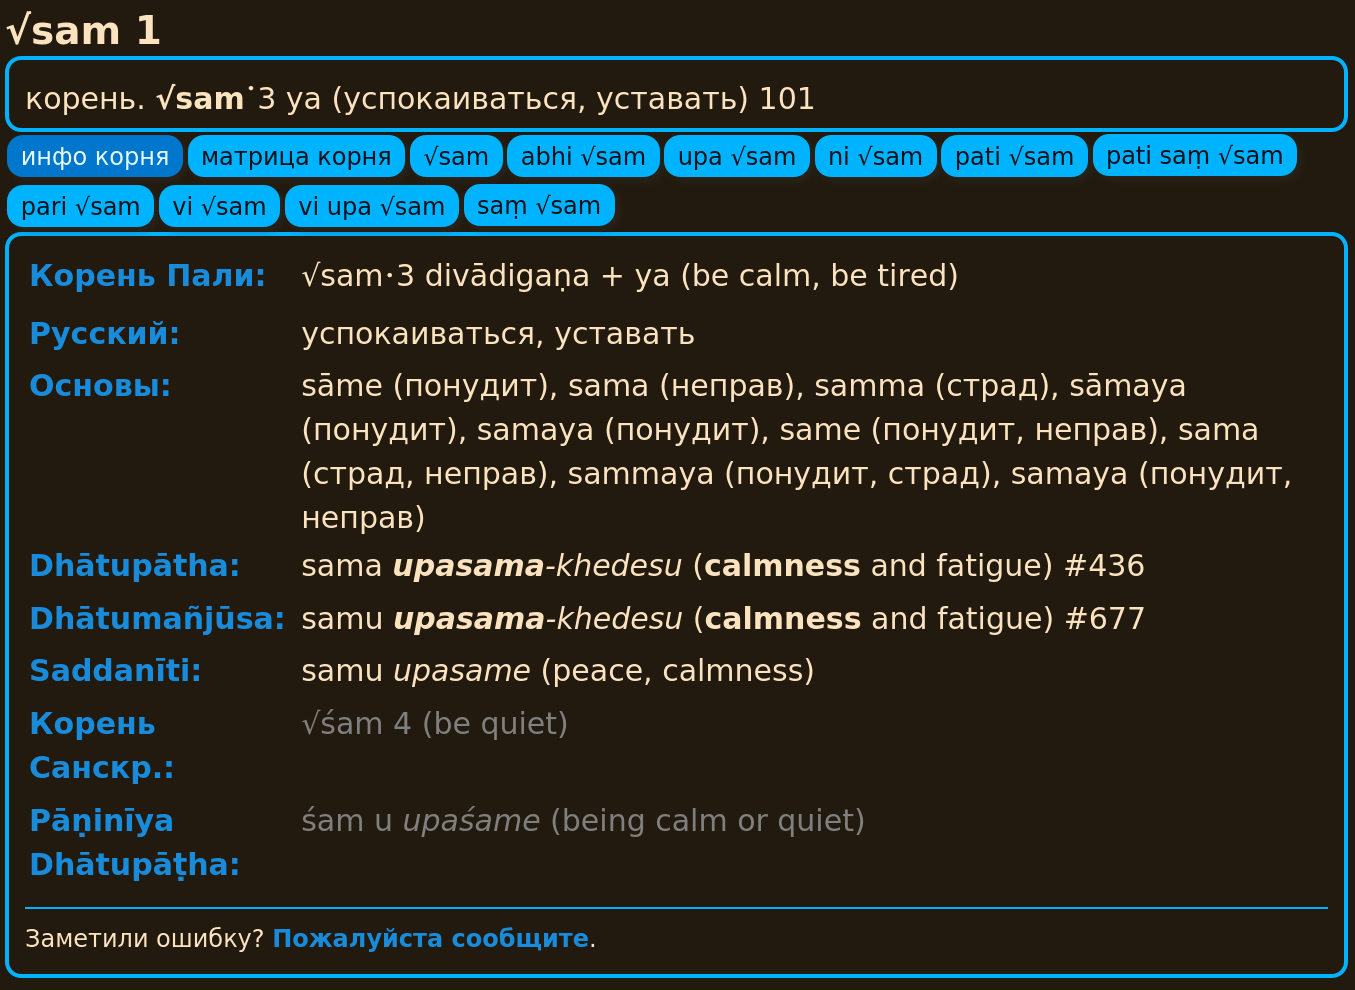 √sam 1
корень. √sam˙3 ya (успокаиваться, уставать) 101
инфо корня матрица корня √sam abhi √sam upa √sam ni √sam pati √sam pati saṃ √sam
pari √sam vi √sam vi upa √sam saṃ √sam
Корень Пали: √sam･3 divādigaṇa + ya (be calm, be tired)
Русский: успокаиваться, уставать
Основы: sāme (понудит), sama (неправ), samma (страд), sāmaya
(понудит), samaya (понудит), same (понудит, неправ), sama
(страд, неправ), sammaya (понудит, страд), samaya (понудит,
неправ)
Dhātupātha: sama upasama-khedesu (calmness and fatigue) #436
Dhātumañjūsa: samu upasama-khedesu (calmness and fatigue) #677
Saddanīti: samu upasame (peace, calmness)
Корень √śam 4 (be quiet)
Санскр.:
Pāṇinīya śam u upaśame (being calm or quiet)
Dhātupāṭha:
Заметили ошибку? Пожалуйста сообщите.